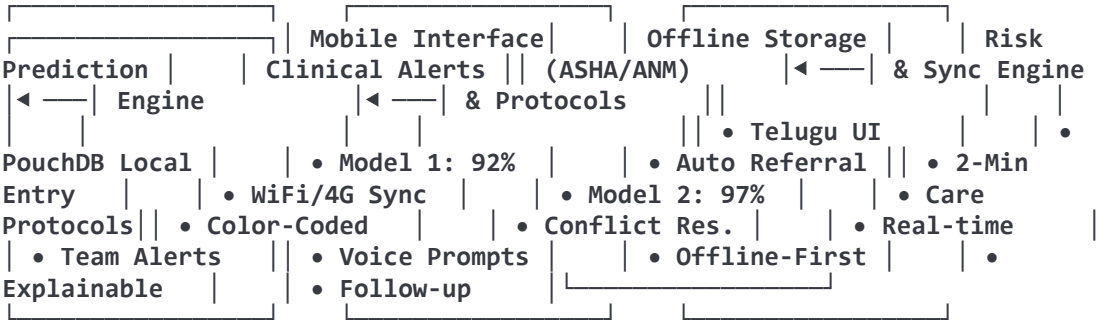 ┌────────────────────┐ ┌────────────────────┐ ┌────────────────────┐
┌────────────────────┐│ Mobile Interface│ │ Offline Storage │ │ Risk
Prediction │ │ Clinical Alerts ││ (ASHA/ANM) │◄ ──│ & Sync Engine
│◄ ──│ Engine │◄ ──│ & Protocols ││ │ │
│ │ │ │ ││ • Telugu UI │ │ •
PouchDB Local │ │ • Model 1: 92% │ │ • Auto Referral ││ • 2-Min
Entry │ │ • WiFi/4G Sync │ │ • Model 2: 97% │ │ • Care
Protocols││ • Color-Coded │ │ • Conflict Res. │ │ • Real-time │
│ • Team Alerts ││ • Voice Prompts │ │ • Offline-First │ │ •
Explainable │ │ • Follow-up │└────────────────────┘
└────────────────────┘ └────────────────────┘ └────────────────────┘